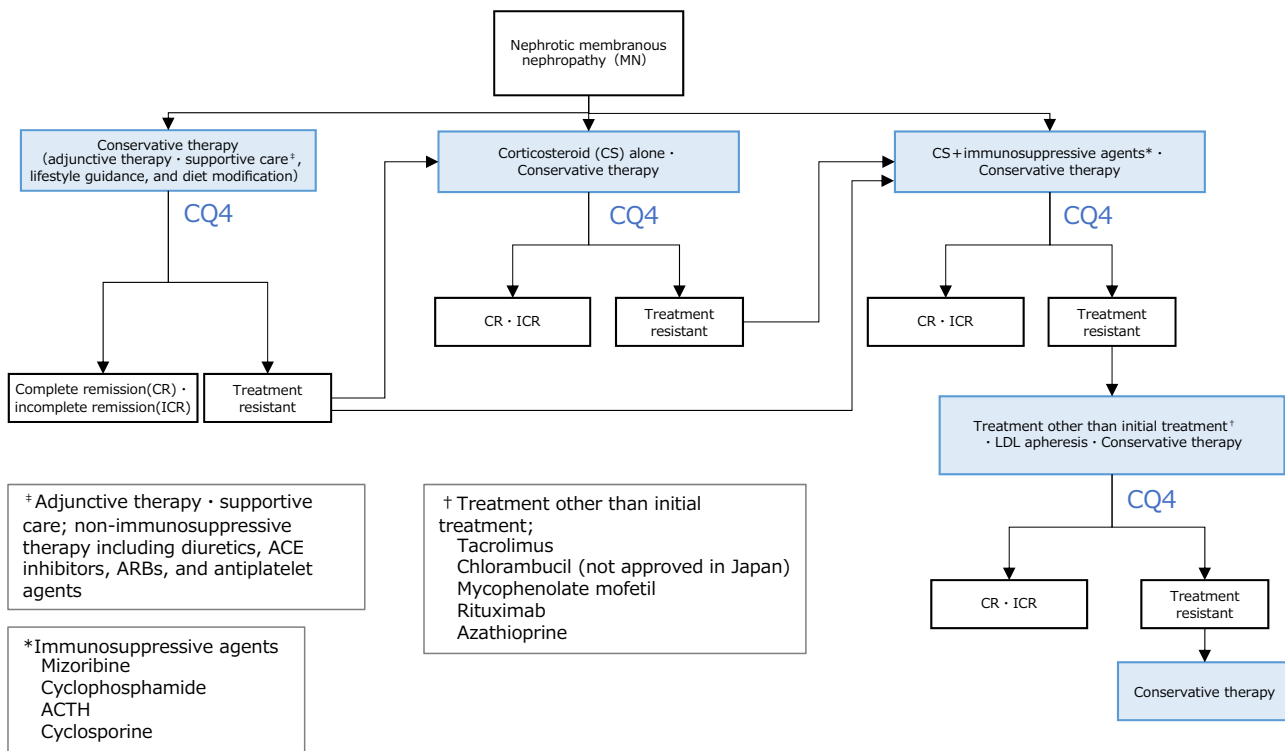 Nephrotic membranous
nephropathy (MN)
Conservative therapy
(adjunctive therapy・supportive care‡,
lifestyle guidance, and diet modification)
Corticosteroid (CS) alone・
Conservative therapy
CS+immunosuppressive agents*・
Conservative therapy
CQ4
CQ4
CQ4
CR・ICR
Treatment
resistant
CR・ICR
Treatment
resistant
Complete remission(CR)・
incomplete remission(ICR)
Treatment
resistant
Treatment other than initial treatment†
・LDL apheresis・Conservative therapy
CQ4
CR・ICR
Treatment
resistant
Conservative therapy
‡Adjunctive therapy・supportive
care; non-immunosuppressive
therapy including diuretics, ACE
inhibitors, ARBs, and antiplatelet
agents
†Treatment other than initial
treatment;
Tacrolimus
Chlorambucil (not approved in Japan)
Mycophenolate mofetil
Rituximab
Azathioprine
*Immunosuppressive agents
Mizoribine
Cyclophosphamide
ACTH
Cyclosporine